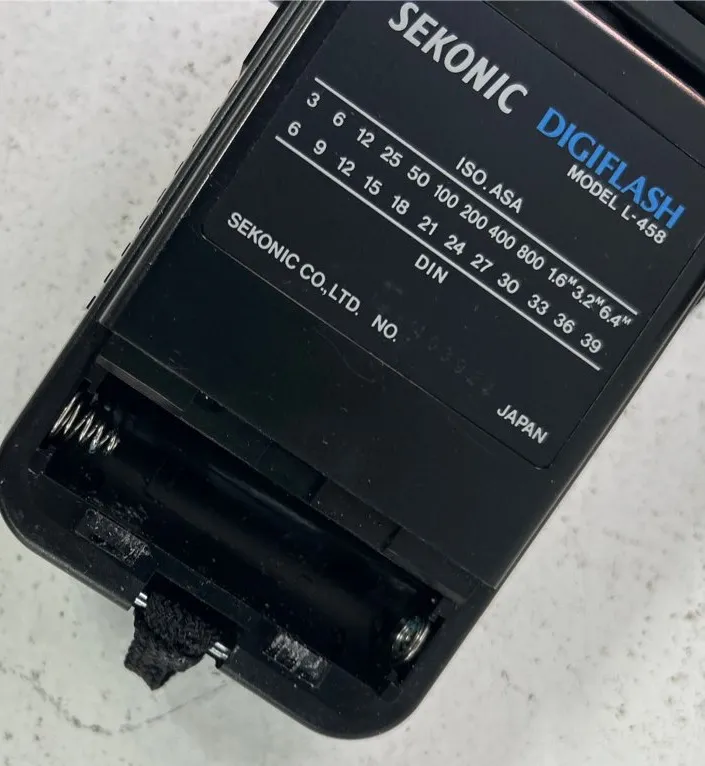 SEKONIC
DIGIFLASH
MODEL L-458
ISO. ASA
3 6 12 25 50 100 200 400 800 1.6M 3.2M 6.4M
6 9 12 15 18 21 24 27 30 33 36 39
DIN
SEKONIC CO., LTD. NO.
JAPAN